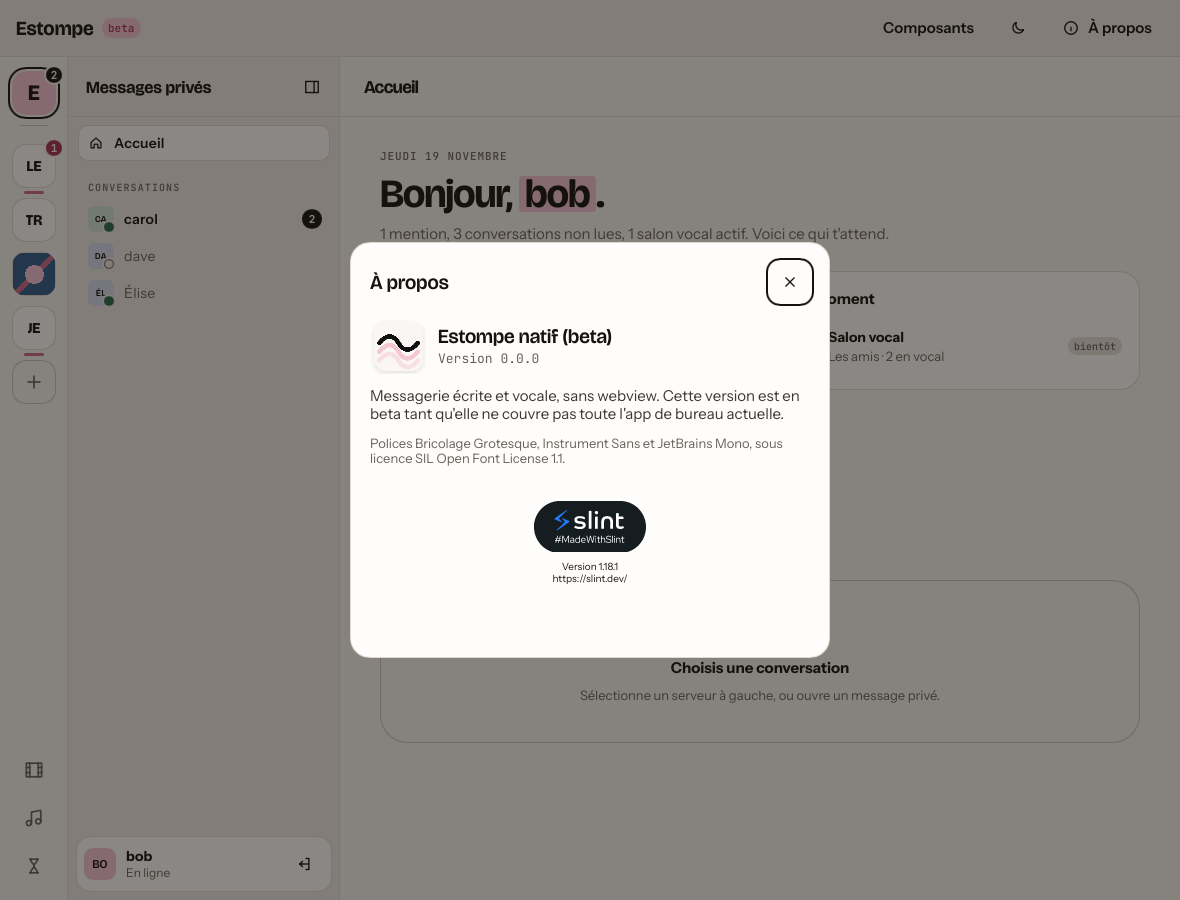 Estompe beta
Composants
À propos
E 2
Messages privés
Accueil
Accueil
LE 1
TR
JE
CONVERSATIONS
CA carol 2
DA dave
ÉL Élise
JEUDI 19 NOVEMBRE
Bonjour, bob.
1 mention, 3 conversations non lues, 1 salon vocal actif. Voici ce qui t'attend.
oment
Salon vocal
Les amis · 2 en vocal
bientôt
À propos
Estompe natif (beta)
Version 0.0.0
Messagerie écrite et vocale, sans webview. Cette version est en
beta tant qu'elle ne couvre pas toute l'app de bureau actuelle.
Polices Bricolage Grotesque, Instrument Sans et JetBrains Mono, sous
licence SIL Open Font License 1.1.
slint
#MadeWithSlint
Version 1.18.1
https://slint.dev/
Choisis une conversation
Sélectionne un serveur à gauche, ou ouvre un message privé.
BO bob
En ligne